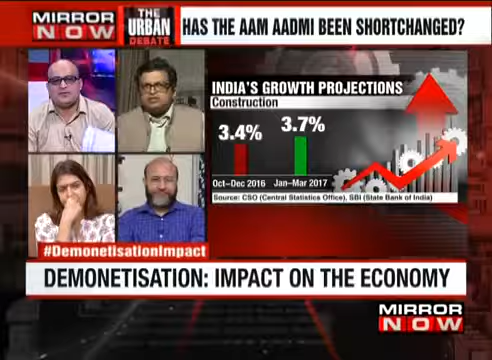 MIRROR
NOW
THE
URBAN
DEBATE
HAS THE AAM AADMI BEEN SHORTCHANGED?
INDIA'S GROWTH PROJECTIONS
Construction
3.4%
3.7%
Oct–Dec 2016
Jan–Mar 2017
Source: CSO (Central Statistics Office), SBI (State Bank of India)
#DemonetisationImpact
DEMONETISATION: IMPACT ON THE ECONOMY
MIRROR
NOW